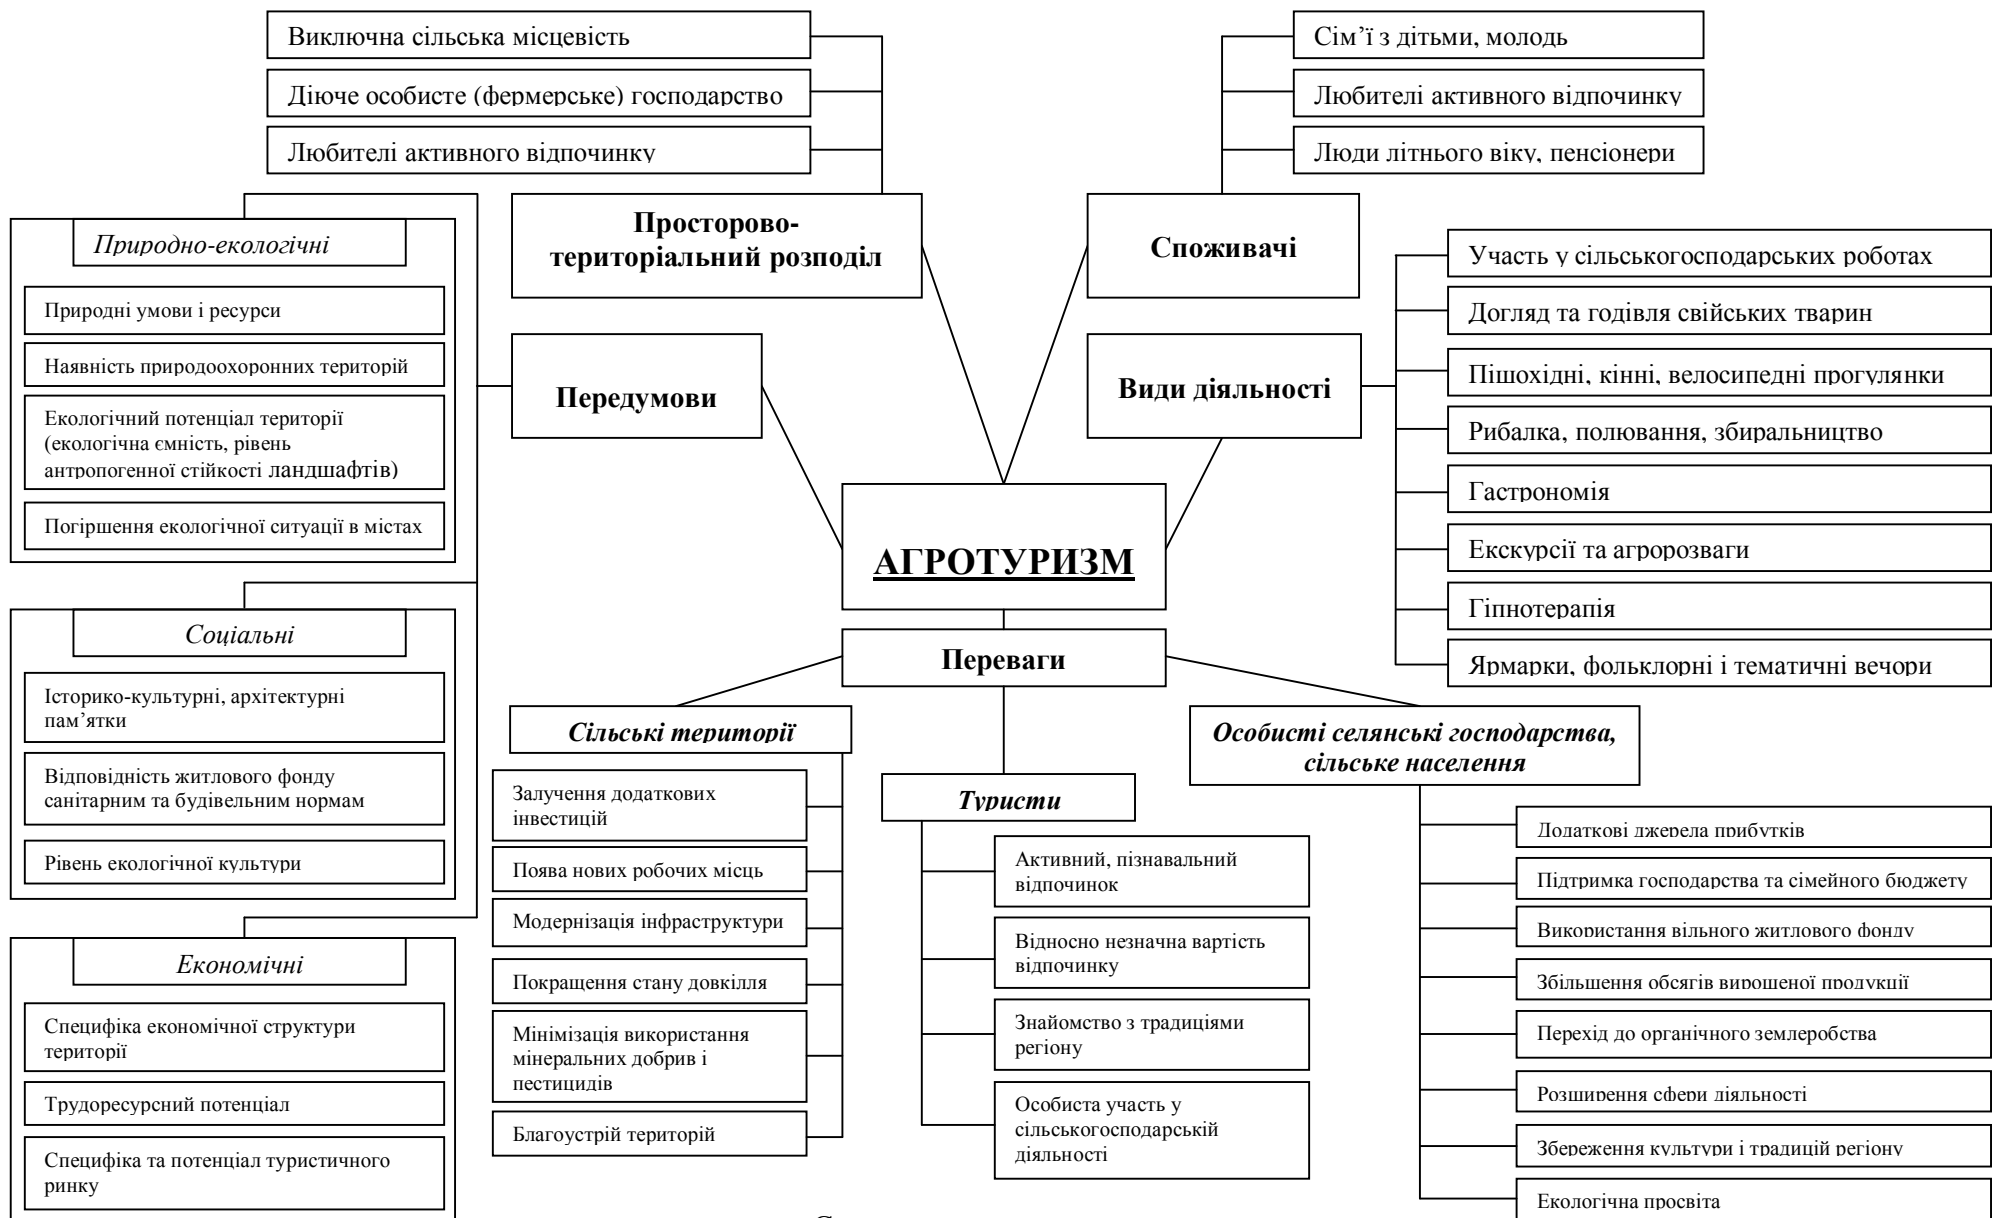 Виключна сільська місцевість
Діюче особисте (фермерське) господарство
Любителі активного відпочинку
Сім’ї з дітьми, молодь
Любителі активного відпочинку
Люди літнього віку, пенсіонери
Просторово-
територіальний розподіл
Споживачі
Передумови
Види діяльності
АГРОТУРИЗМ
Природно-екологічні
Природні умови і ресурси
Наявність природоохоронних територій
Екологічний потенціал території
(екологічна ємність, рівень
антропогенної стійкості ландшафтів)
Погіршення екологічної ситуації в містах
Соціальні
Історико-культурні, архітектурні
пам’ятки
Відповідність житлового фонду
санітарним та будівельним нормам
Рівень екологічної культури
Економічні
Специфіка економічної структури
території
Трудоресурсний потенціал
Специфіка та потенціал туристичного
ринку
Участь у сільськогосподарських роботах
Догляд та годівля свійських тварин
Пішохідні, кінні, велосипедні прогулянки
Рибалка, полювання, збиральництво
Гастрономія
Екскурсії та агророзваги
Гіпнотерапія
Ярмарки, фольклорні і тематичні вечори
Переваги
Сільські території
Залучення додаткових
інвестицій
Поява нових робочих місць
Модернізація інфраструктури
Покращення стану довкілля
Мінімізація використання
мінеральних добрив і
пестицидів
Благоустрій територій
Туристи
Активний, пізнавальний
відпочинок
Відносно незначна вартість
відпочинку
Знайомство з традиціями
регіону
Особиста участь у
сільськогосподарській
діяльності
Особисті селянські господарства,
сільське населення
Додаткові джерела прибутків
Підтримка господарства та сімейного бюджету
Використання вільного житлового фонду
Збільшення обсягів вирощеної продукції
Перехід до органічного землеробства
Розширення сфери діяльності
Збереження культури і традицій регіону
Екологічна просвіта